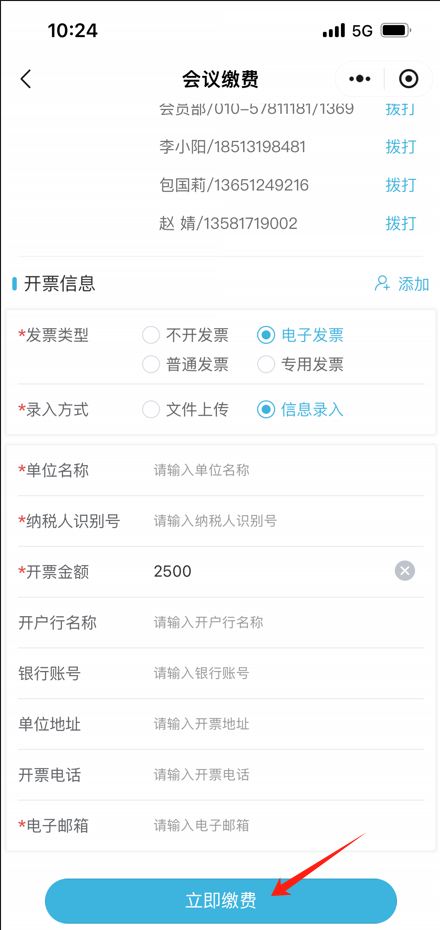 10:24
5G
会议缴费
会员部/010-57811181/1369 拨打
李小阳/18513198481 拨打
包国莉/13651249216 拨打
赵 婧/13581719002 拨打
开票信息 添加
*发票类型 不开发票 电子发票
普通发票 专用发票
*录入方式 文件上传 信息录入
*单位名称 请输入单位名称
*纳税人识别号 请输入纳税人识别号
*开票金额 2500
开户行名称 请输入开户行名称
银行账号 请输入银行账号
单位地址 请输入开票地址
开票电话 请输入开票电话
*电子邮箱 请输入电子邮箱
立即缴费